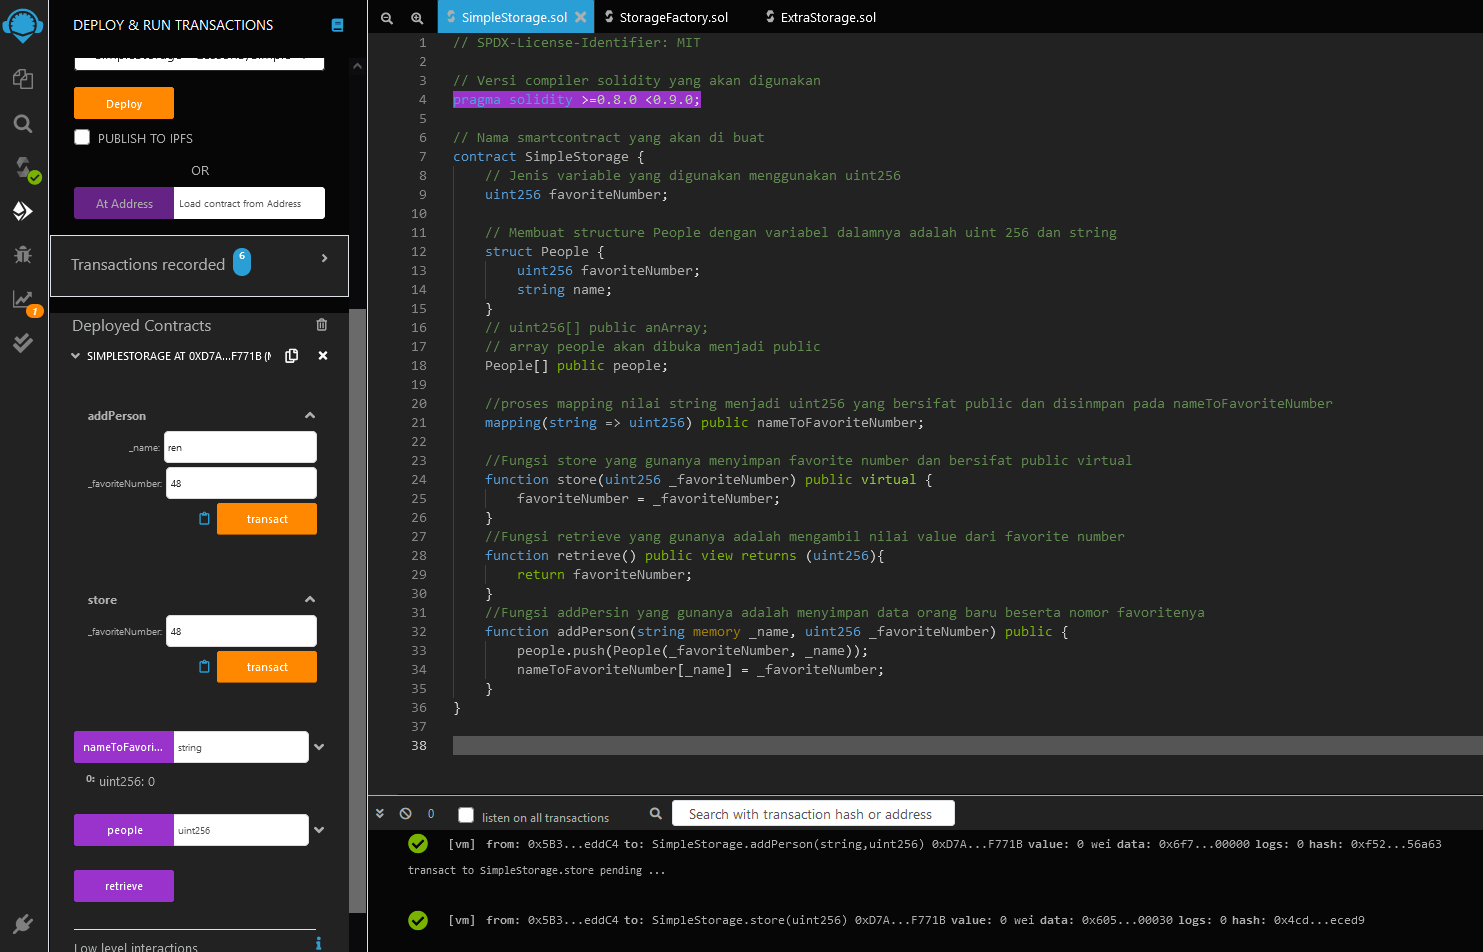 DEPLOY & RUN TRANSACTIONS
Deploy
PUBLISH TO IPFS
OR
At Address
Load contract from Address
Transactions recorded
6
Deployed Contracts
SIMPLESTORAGE AT 0XD7A...F771B (
addPerson
_name:
ren
_favoriteNumber:
48
transact
store
_favoriteNumber:
48
transact
nameToFavori...
string
0: uint256: 0
people
uint256
retrieve
Low level interactions
i
1
SimpleStorage.sol
StorageFactory.sol
ExtraStorage.sol
1 // SPDX-License-Identifier: MIT
2
3 // Versi compiler solidity yang akan digunakan
4 pragma solidity >=0.8.0 <0.9.0;
5
6 // Nama smartcontract yang akan di buat
7 contract SimpleStorage {
8 // Jenis variable yang digunakan menggunakan uint256
9 uint256 favoriteNumber;
10
11 // Membuat structure People dengan variabel dalamnya adalah uint 256 dan string
12 struct People {
13 uint256 favoriteNumber;
14 string name;
15 }
16 // uint256[] public anArray;
17 // array people akan dibuka menjadi public
18 People[] public people;
19
20 //proses mapping nilai string menjadi uint256 yang bersifat public dan disinmpan pada nameToFavoriteNumber
21 mapping(string => uint256) public nameToFavoriteNumber;
22
23 //Fungsi store yang gunanya menyimpan favorite number dan bersifat public virtual
24 function store(uint256 _favoriteNumber) public virtual {
25 favoriteNumber = _favoriteNumber;
26 }
27 //Fungsi retrieve yang gunanya adalah mengambil nilai value dari favorite number
28 function retrieve() public view returns (uint256){
29 return favoriteNumber;
30 }
31 //Fungsi addPersin yang gunanya adalah menyimpan data orang baru beserta nomor favoritenya
32 function addPerson(string memory _name, uint256 _favoriteNumber) public {
33 people.push(People(_favoriteNumber, _name));
34 nameToFavoriteNumber[_name] = _favoriteNumber;
35 }
36 }
37
38
0
listen on all transactions
Search with transaction hash or address
[vm] from: 0x5B3...eddC4 to: SimpleStorage.addPerson(string,uint256) 0xD7A...F771B value: 0 wei data: 0x6f7...00000 logs: 0 hash: 0xf52...56a63
transact to SimpleStorage.store pending ...
[vm] from: 0x5B3...eddC4 to: SimpleStorage.store(uint256) 0xD7A...F771B value: 0 wei data: 0x605...00030 logs: 0 hash: 0x4cd...eced9